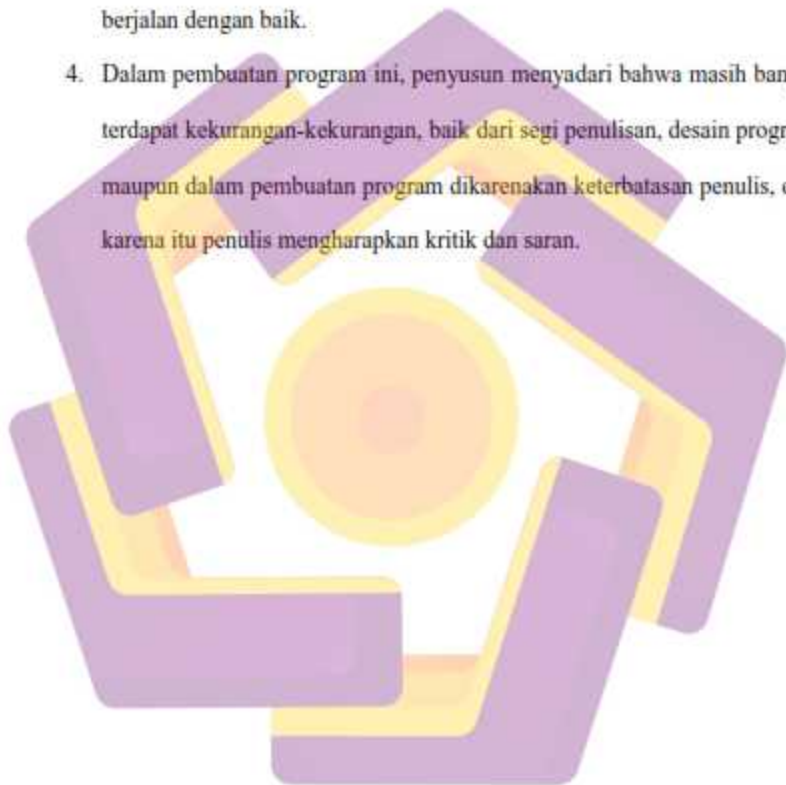 berjalan dengan baik.
4. Dalam pembuatan program ini, penyusun menyadari bahwa masih ban
terdapat kekurangan-kekurangan, baik dari segi penulisan, desain progr
maupun dalam pembuatan program dikarenakan keterbatasan penulis,
karena itu penulis mengharapkan kritik dan saran.